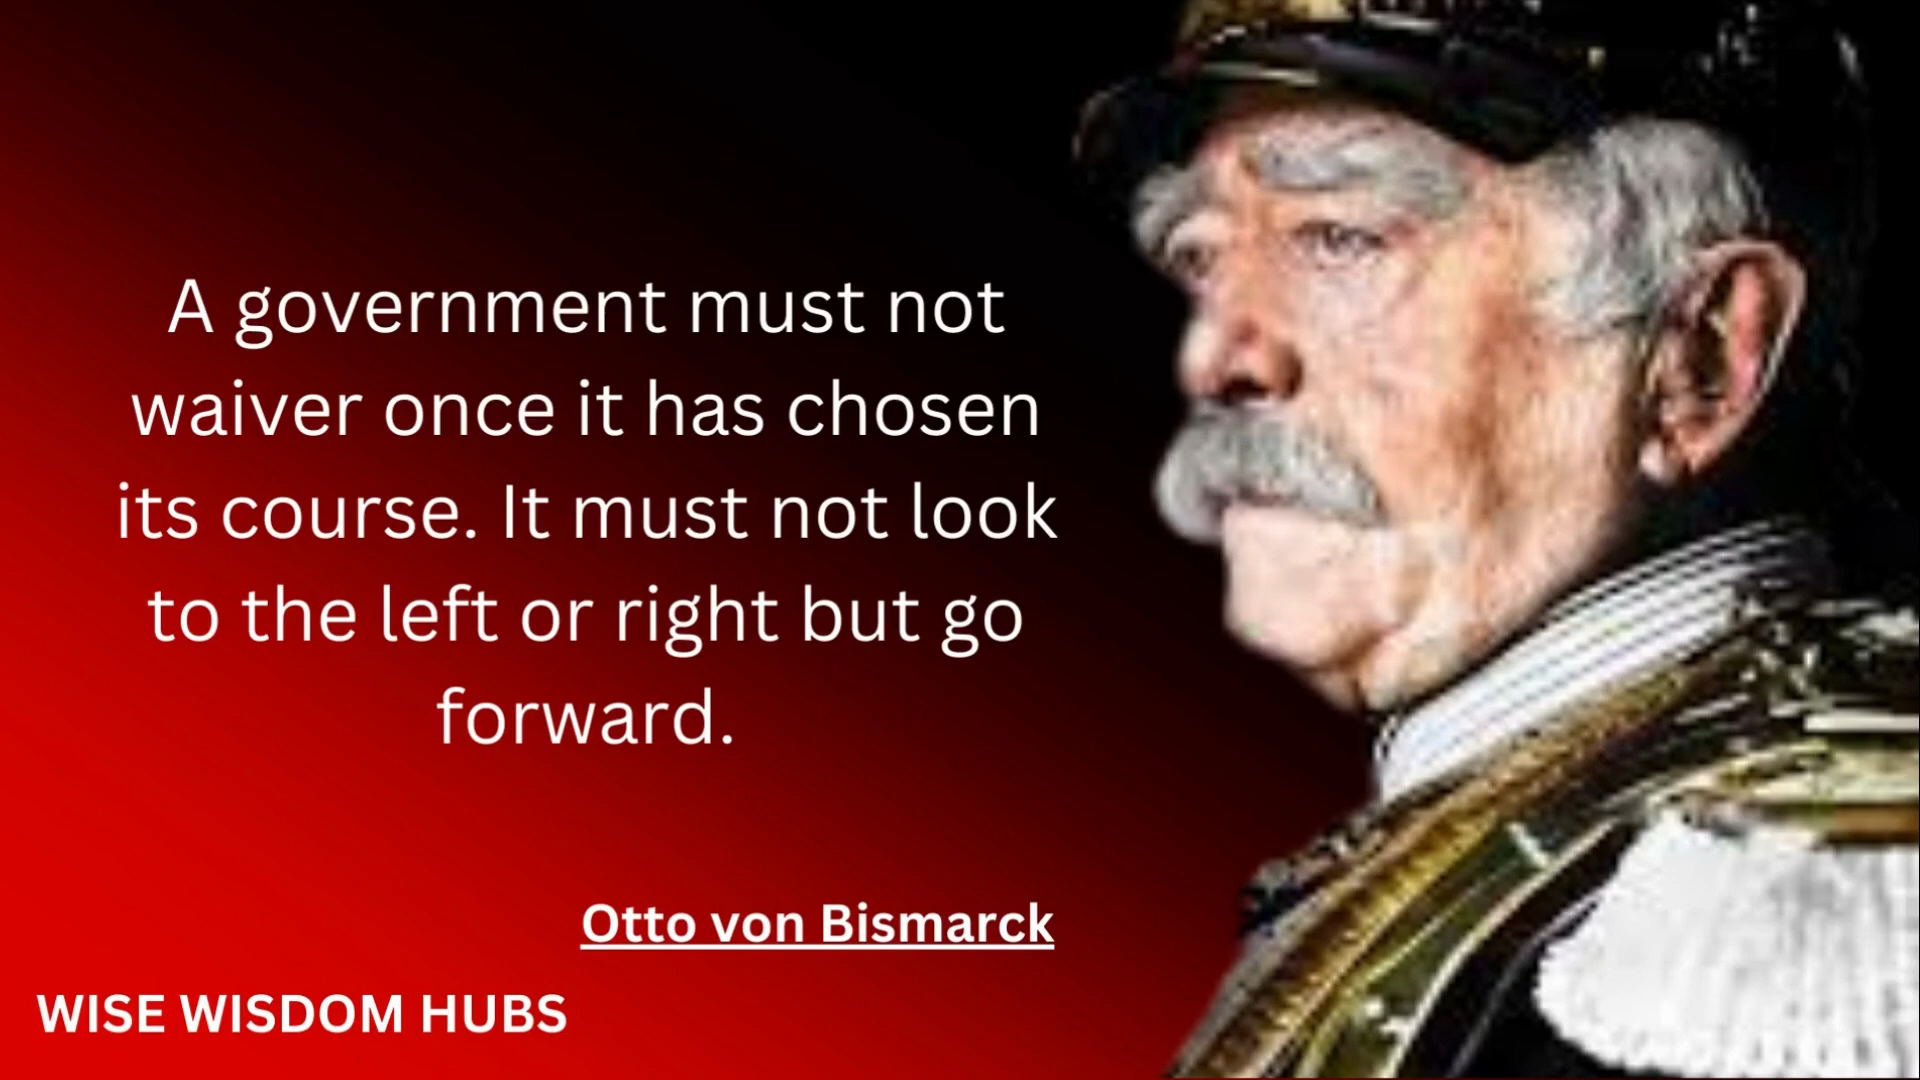 A government must not
waiver once it has chosen
its course. It must not look
to the left or right but go
forward.
Otto von Bismarck
WISE WISDOM HUBS